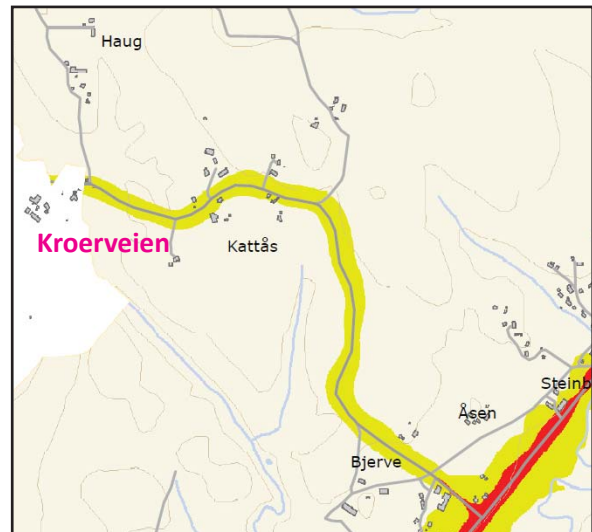 Haug
Kroerveien
Kattås
Steinb
Åsen
Bjerve